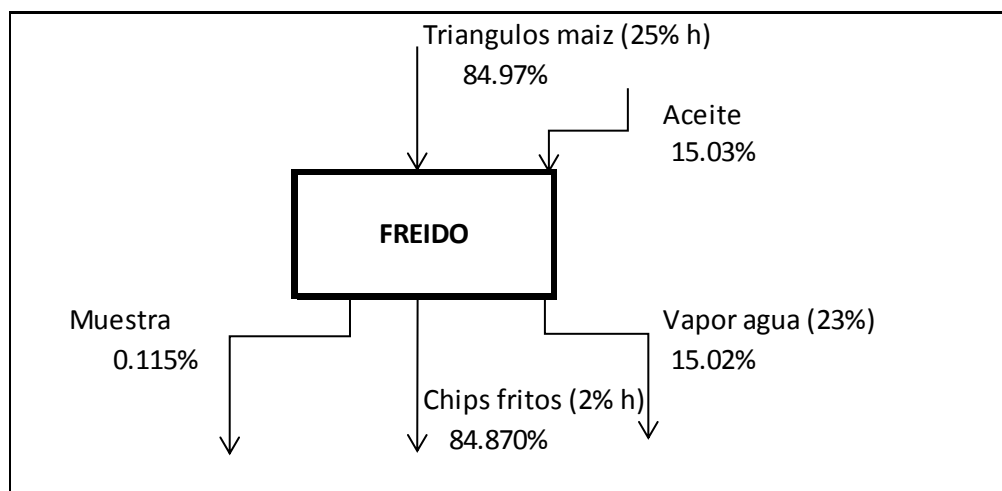 Triangulos maiz (25% h)
84.97%
Aceite
15.03%
FREIDO
Muestra
0.115%
Vapor agua (23%)
15.02%
Chips fritos (2% h)
84.870%